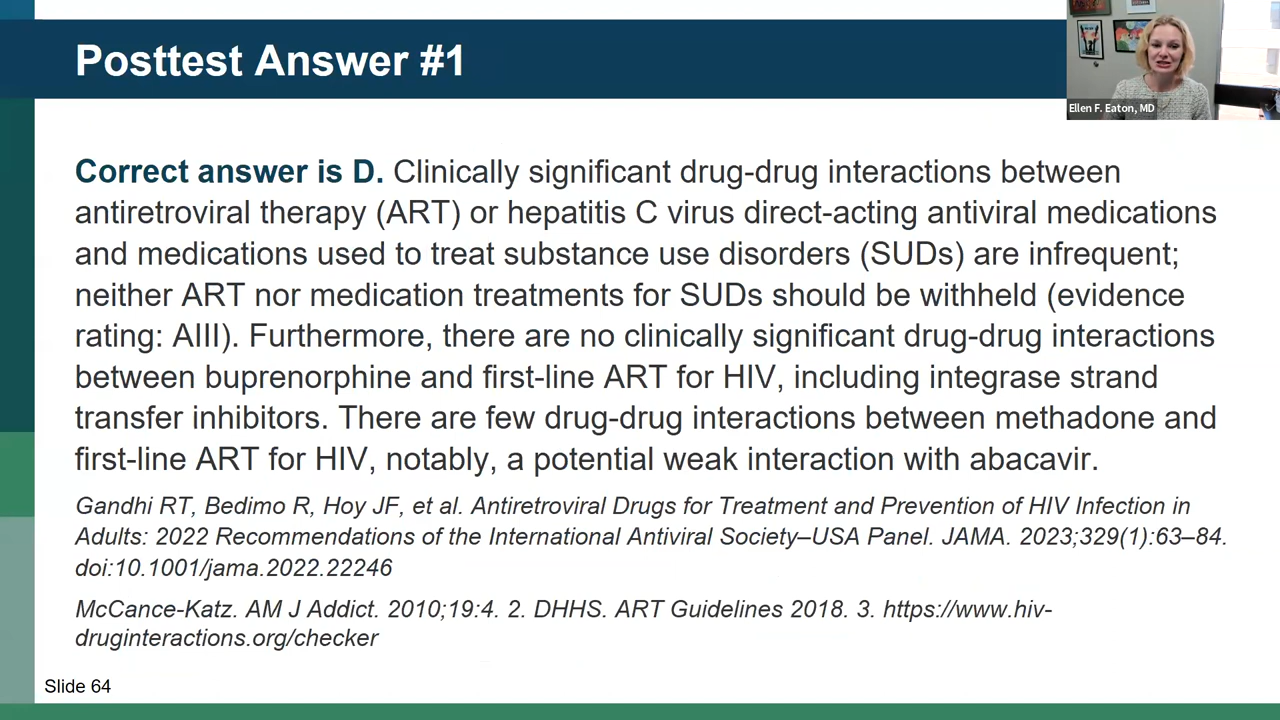 Posttest Answer #1
Ellen F. Eaton, MD
Correct answer is D. Clinically significant drug-drug interactions between
antiretroviral therapy (ART) or hepatitis C virus direct-acting antiviral medications
and medications used to treat substance use disorders (SUDs) are infrequent;
neither ART nor medication treatments for SUDs should be withheld (evidence
rating: AIII). Furthermore, there are no clinically significant drug-drug interactions
between buprenorphine and first-line ART for HIV, including integrase strand
transfer inhibitors. There are few drug-drug interactions between methadone and
first-line ART for HIV, notably, a potential weak interaction with abacavir.
Gandhi RT, Bedimo R, Hoy JF, et al. Antiretroviral Drugs for Treatment and Prevention of HIV Infection in
Adults: 2022 Recommendations of the International Antiviral Society–USA Panel. JAMA. 2023;329(1):63–84.
doi:10.1001/jama.2022.22246
McCance-Katz. AM J Addict. 2010;19:4. 2. DHHS. ART Guidelines 2018. 3. https://www.hiv-
druginteractions.org/checker
Slide 64